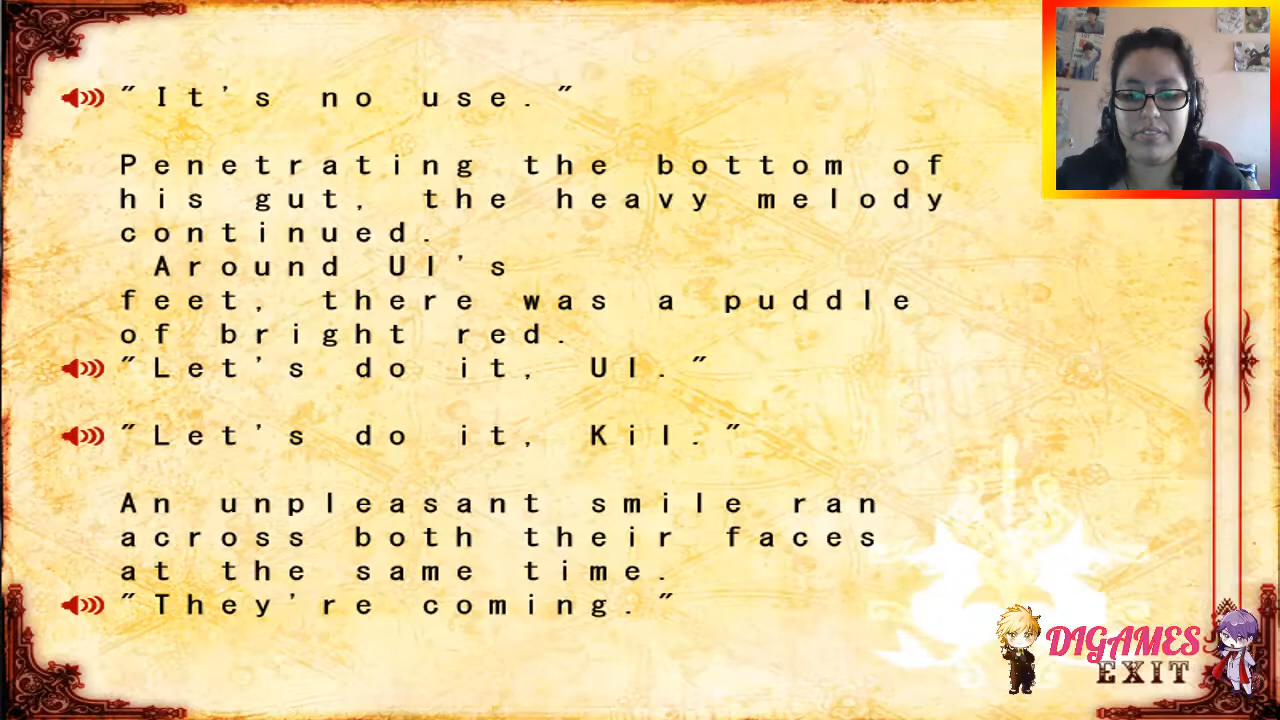 "It's no use."
Penetrating the bottom of
his gut, the heavy melody
continued.
Around Ul's
feet, there was a puddle
of bright red.
"Let's do it, Ul."
"Let's do it, Kil."
An unpleasant smile ran
across both their faces
at the same time.
"They're coming."
DIGAMES
EXIT